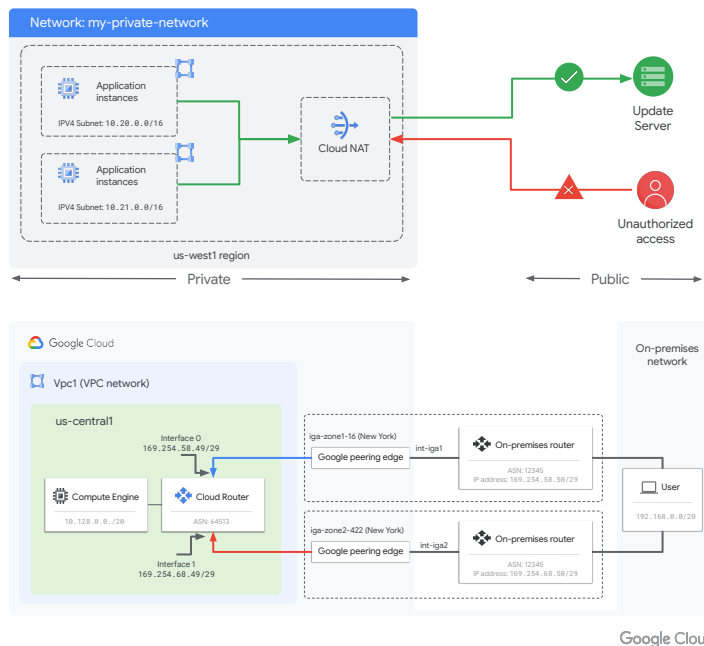 Network: my-private-network
Application
instances
IPV4 Subnet: 10.20.0.0/16
Application
instances
IPV4 Subnet: 10.21.0.0/16
Cloud NAT
us-west1 region
Update
Server
Unauthorized
access
Private
Public
Google Cloud
On-premises
network
Vpc1 (VPC network)
us-central1
Interface 0
169.254.58.49/29
Compute Engine
10.128.0.0./20
Cloud Router
ASN: 64513
Interface 1
169.254.68.49/29
iga-zone1-16 (New York)
Google peering edge
int-iga1
On-premises router
ASN: 12345
IP address: 169.254.58.50/29
iga-zone2-422 (New York)
Google peering edge
int-iga2
On-premises router
ASN: 12345
IP address: 169.254.68.50/29
User
192.168.0.0/20
Google Clou